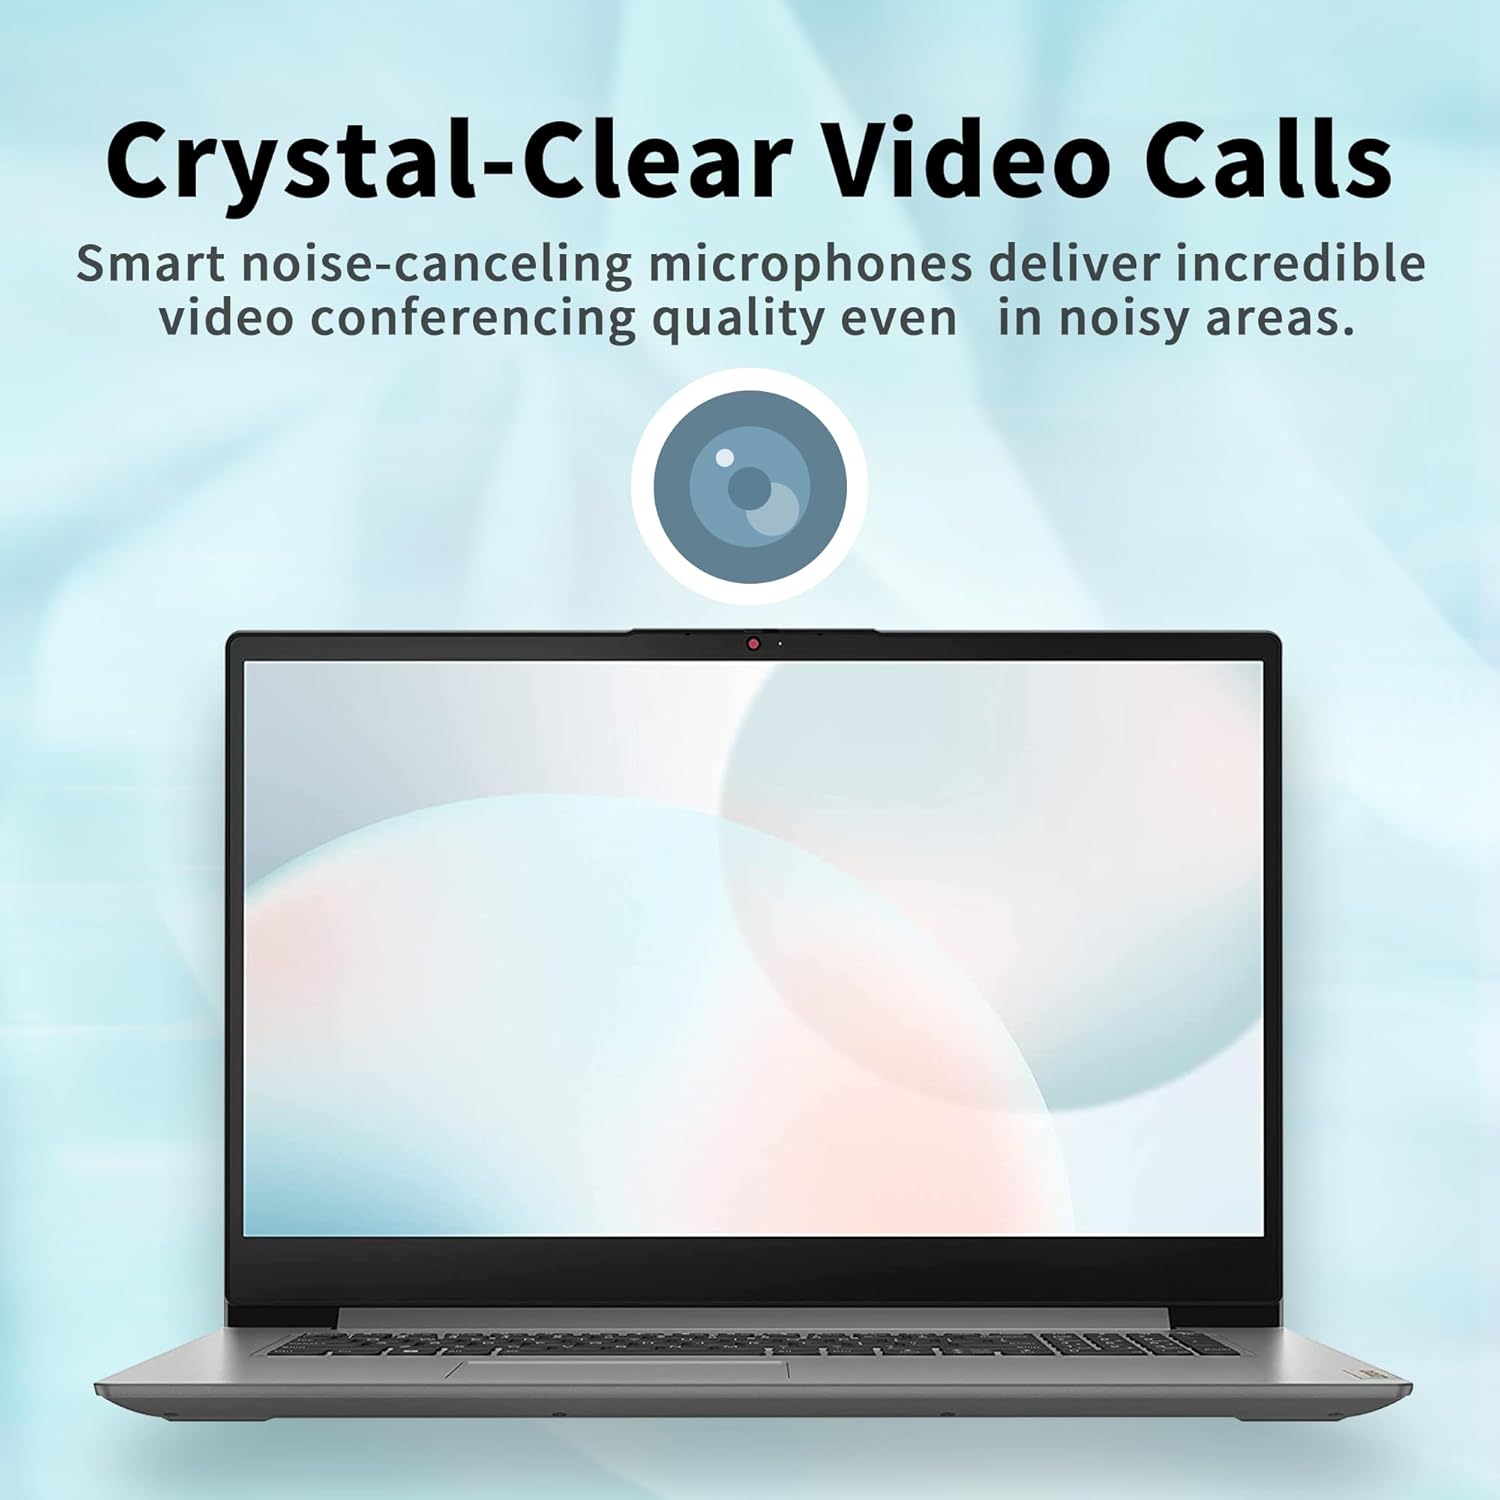 Crystal-Clear Video Calls
Smart noise-canceling microphones deliver incredible
video conferencing quality even in noisy areas.